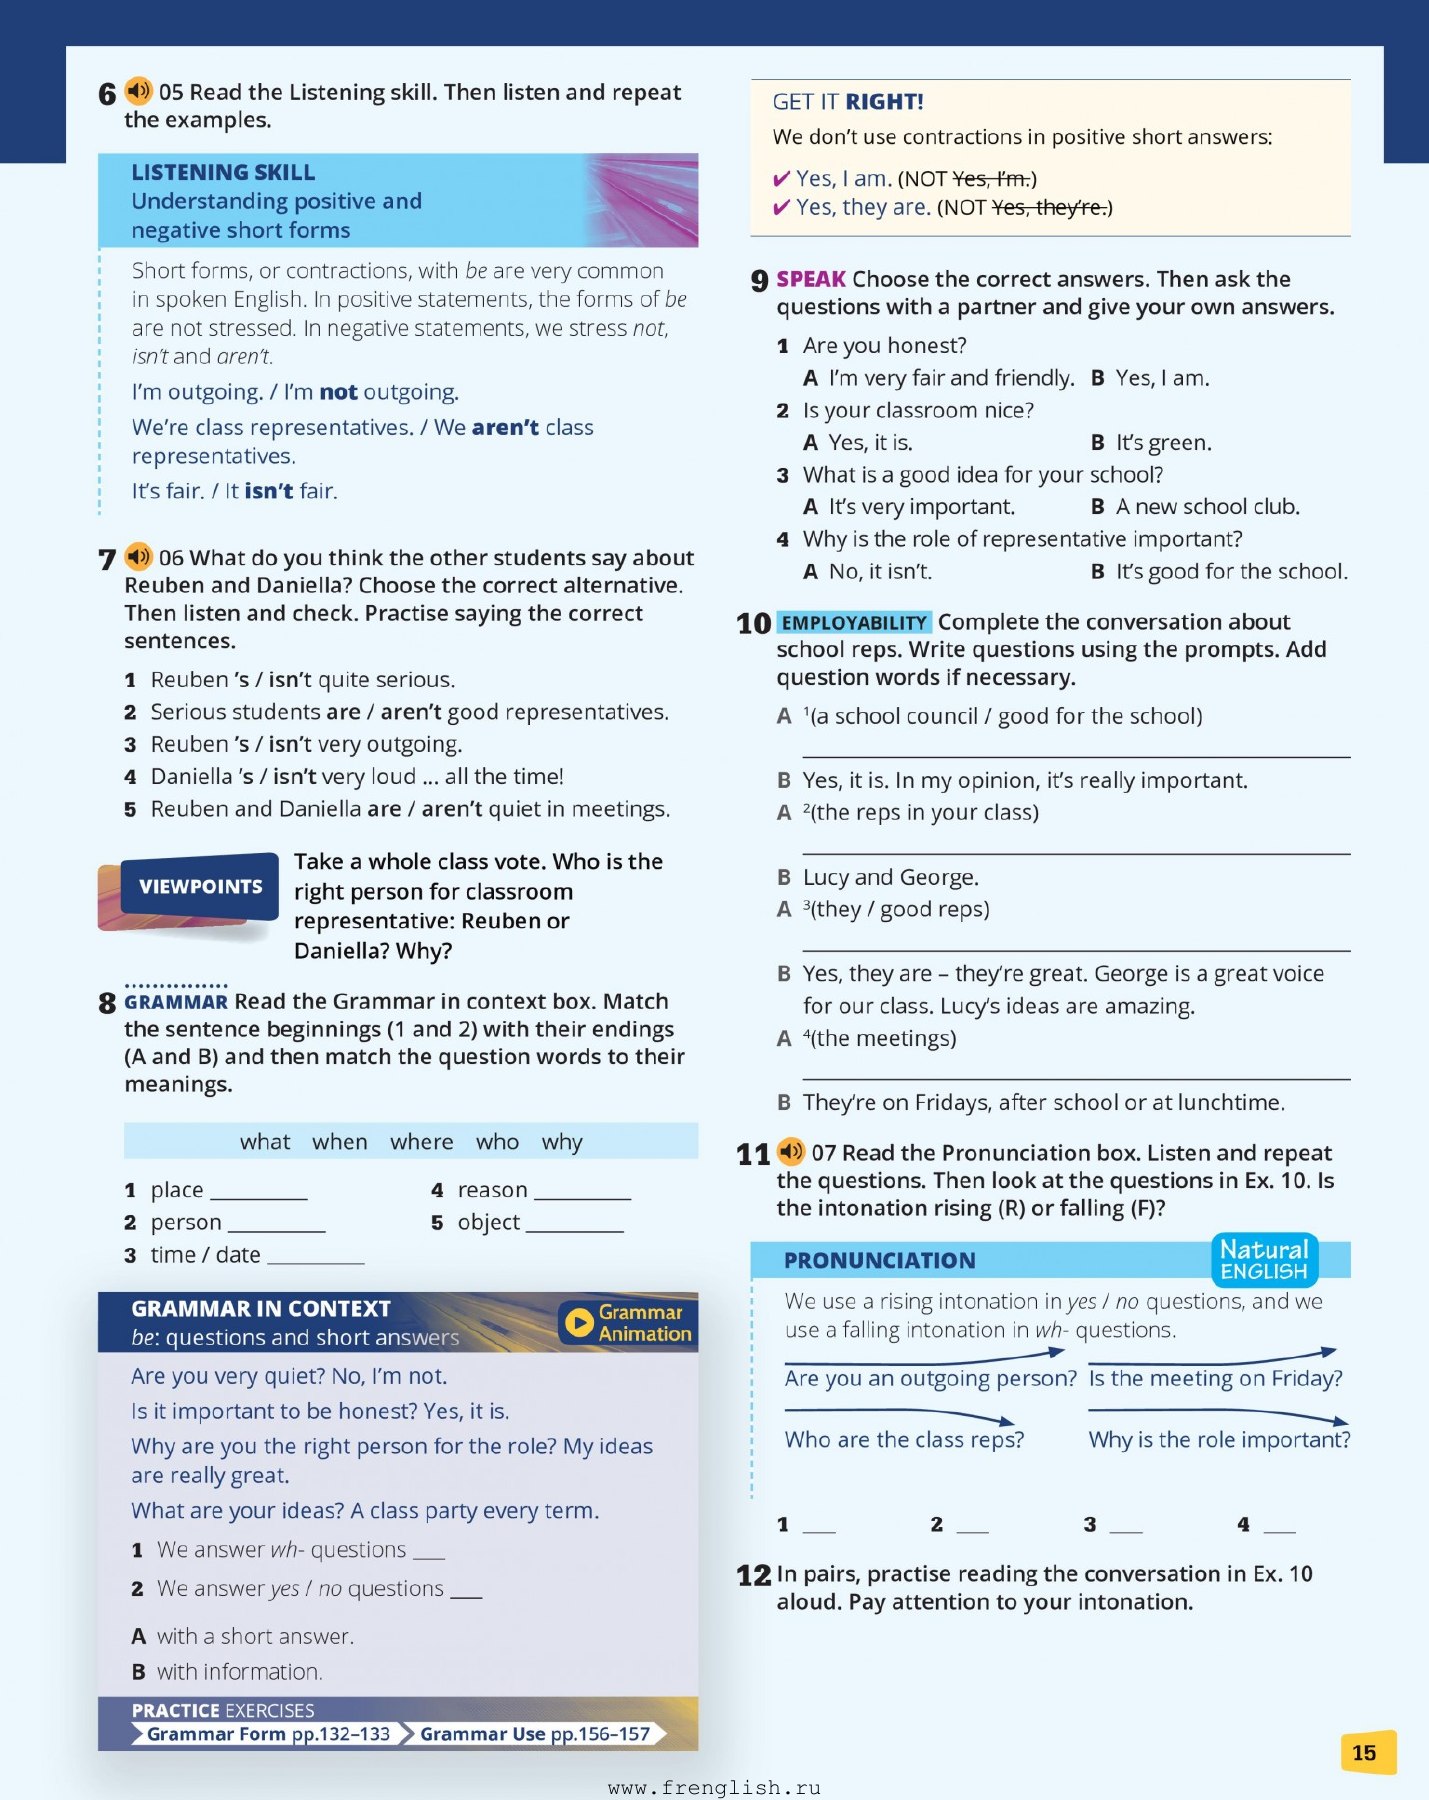 6 05 Read the Listening skill. Then listen and repeat
the examples.
LISTENING SKILL
Understanding positive and
negative short forms
Short forms, or contractions, with be are very common
in spoken English. In positive statements, the forms of be
are not stressed. In negative statements, we stress not,
isn't and aren't.
I'm outgoing. / I'm not outgoing.
We're class representatives. / We aren't class
representatives.
It's fair. / It isn't fair.
7 06 What do you think the other students say about
Reuben and Daniella? Choose the correct alternative.
Then listen and check. Practise saying the correct
sentences.
1 Reuben 's / isn't quite serious.
2 Serious students are / aren't good representatives.
3 Reuben 's / isn't very outgoing.
4 Daniella 's / isn't very loud ... all the time!
5 Reuben and Daniella are / aren't quiet in meetings.
VIEWPOINTS
Take a whole class vote. Who is the
right person for classroom
representative: Reuben or
Daniella? Why?
8 GRAMMAR Read the Grammar in context box. Match
the sentence beginnings (1 and 2) with their endings
(A and B) and then match the question words to their
meanings.
what when where who why
1 place ________ 4 reason ________
2 person ________ 5 object ________
3 time / date ________
GRAMMAR IN CONTEXT
be: questions and short answers
Grammar
Animation
Are you very quiet? No, I'm not.
Is it important to be honest? Yes, it is.
Why are you the right person for the role? My ideas
are really great.
What are your ideas? A class party every term.
1 We answer wh- questions ___
2 We answer yes / no questions ___
A with a short answer.
B with information.
PRACTICE EXERCISES
Grammar Form pp.132–133 Grammar Use pp.156–157
GET IT RIGHT!
We don't use contractions in positive short answers:
✔ Yes, I am. (NOT Yes, I'm.)
✔ Yes, they are. (NOT Yes, they're.)
9 SPEAK Choose the correct answers. Then ask the
questions with a partner and give your own answers.
1 Are you honest?
A I'm very fair and friendly. B Yes, I am.
2 Is your classroom nice?
A Yes, it is. B It's green.
3 What is a good idea for your school?
A It's very important. B A new school club.
4 Why is the role of representative important?
A No, it isn't. B It's good for the school.
10 EMPLOYABILITY Complete the conversation about
school reps. Write questions using the prompts. Add
question words if necessary.
A ¹(a school council / good for the school)
B Yes, it is. In my opinion, it's really important.
A ²(the reps in your class)
B Lucy and George.
A ³(they / good reps)
B Yes, they are – they're great. George is a great voice
for our class. Lucy's ideas are amazing.
A ⁴(the meetings)
B They're on Fridays, after school or at lunchtime.
11 07 Read the Pronunciation box. Listen and repeat
the questions. Then look at the questions in Ex. 10. Is
the intonation rising (R) or falling (F)?
PRONUNCIATION
Natural
ENGLISH
We use a rising intonation in yes / no questions, and we
use a falling intonation in wh- questions.
Are you an outgoing person? Is the meeting on Friday?
Who are the class reps? Why is the role important?
1 ___ 2 ___ 3 ___ 4 ___
12 In pairs, practise reading the conversation in Ex. 10
aloud. Pay attention to your intonation.
15
www.frenglish.ru